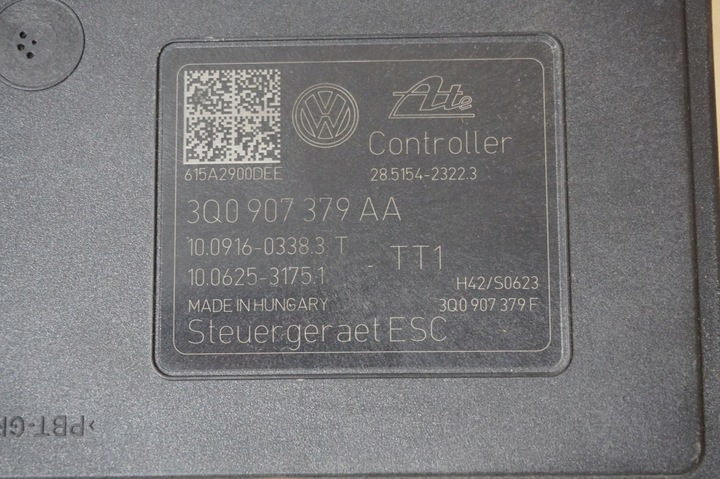 VW
Ate
Controller
615A2900DEE
28.5154-2322.3
3Q0 907 379 AA
10.0916-0338.3 T
10.0625-3175.1 - TT1
H42/S0623
MADE IN HUNGARY
3Q0 907 379 F
Steuergeraet ESC
>PBT-G